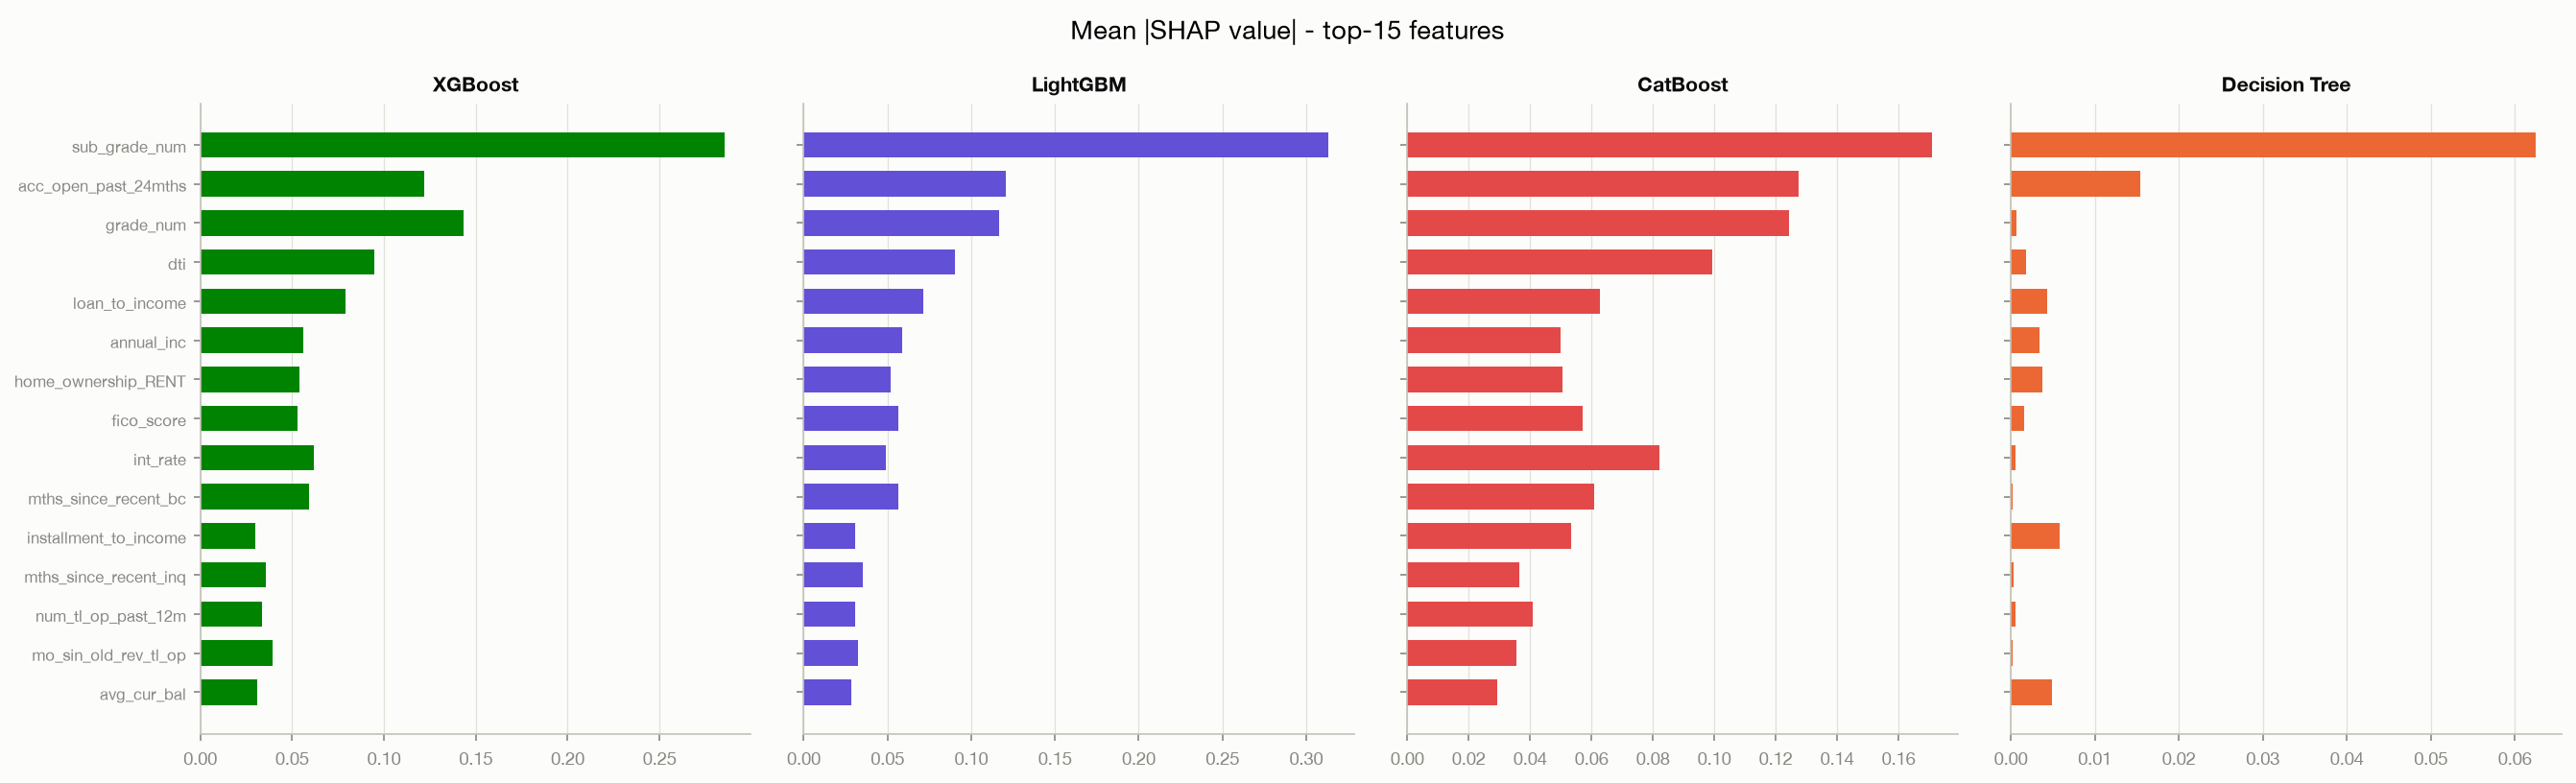 Mean |SHAP value| - top-15 features
XGBoost
LightGBM
CatBoost
Decision Tree
sub_grade_num
acc_open_past_24mths
grade_num
dti
loan_to_income
annual_inc
home_ownership_RENT
fico_score
int_rate
mths_since_recent_bc
installment_to_income
mths_since_recent_inq
num_tl_op_past_12m
mo_sin_old_rev_tl_op
avg_cur_bal
0.00 0.05 0.10 0.15 0.20 0.25
0.00 0.05 0.10 0.15 0.20 0.25 0.30
0.00 0.02 0.04 0.06 0.08 0.10 0.12 0.14 0.16
0.00 0.01 0.02 0.03 0.04 0.05 0.06